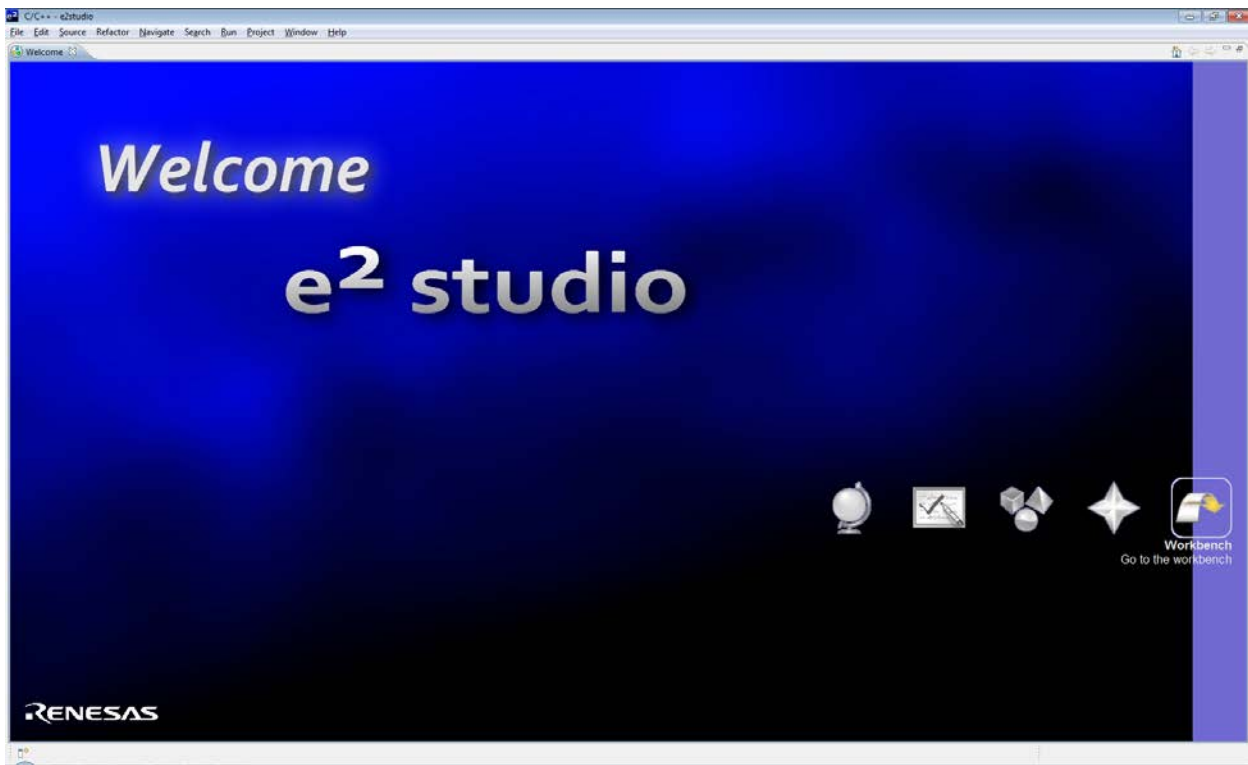 C/C++ - e2studio
File Edit Source Refactor Navigate Search Run Project Window Help
Welcome
Welcome
e² studio
Workbench
Go to the workbench
RENESAS